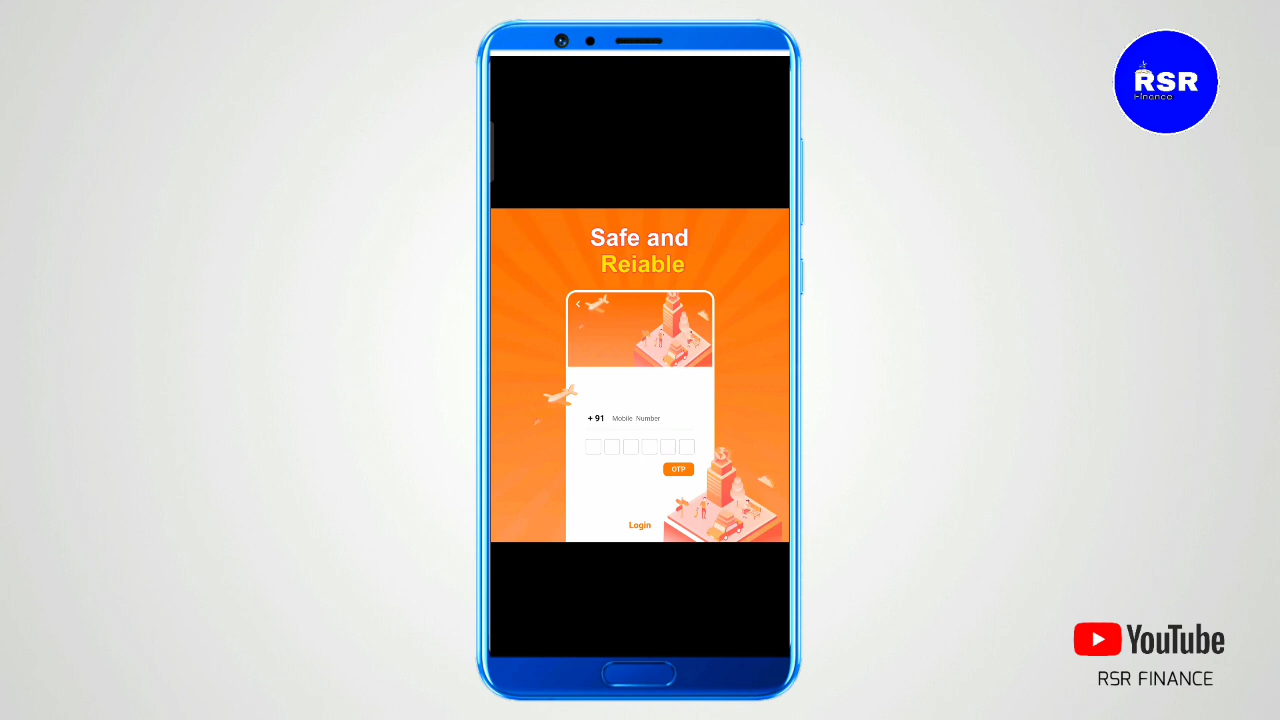 RSR
Finance
Safe and
Reiable
+ 91 Mobile Number
OTP
Login
YouTube
RSR FINANCE